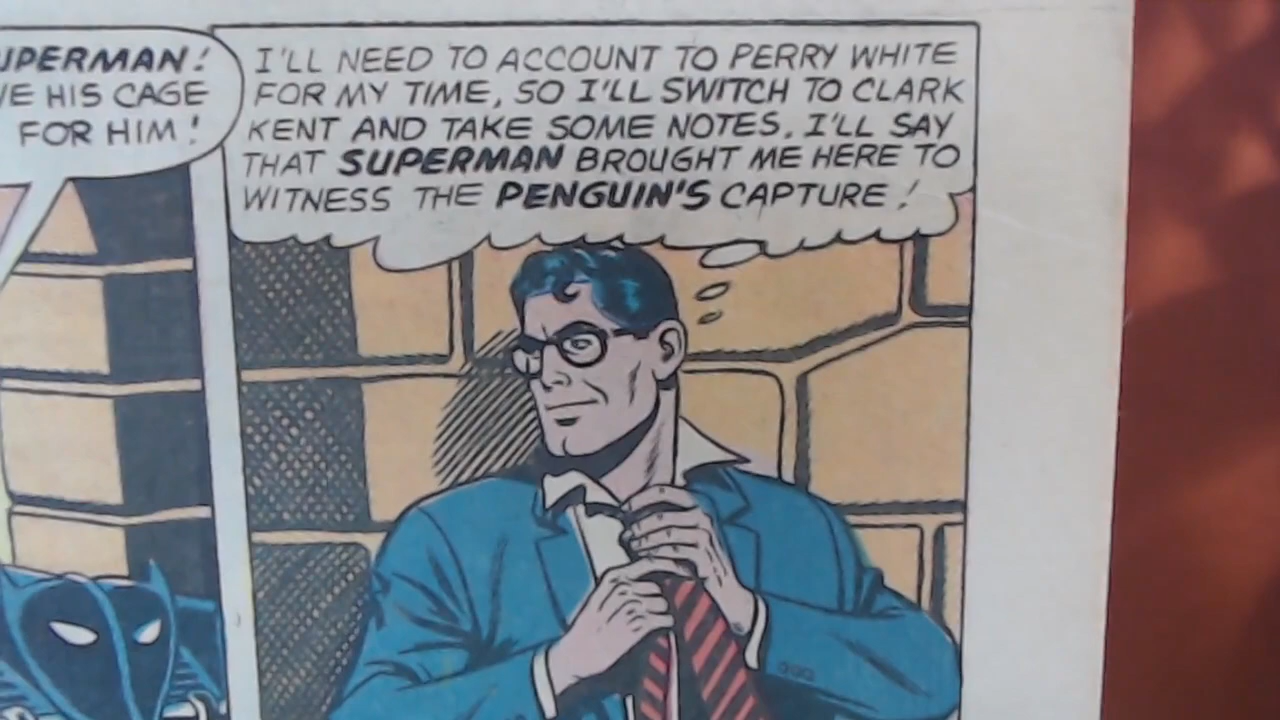 UPERMAN!
VE HIS CAGE
FOR HIM!
I'LL NEED TO ACCOUNT TO PERRY WHITE
FOR MY TIME, SO I'LL SWITCH TO CLARK
KENT AND TAKE SOME NOTES. I'LL SAY
THAT SUPERMAN BROUGHT ME HERE TO
WITNESS THE PENGUIN'S CAPTURE!